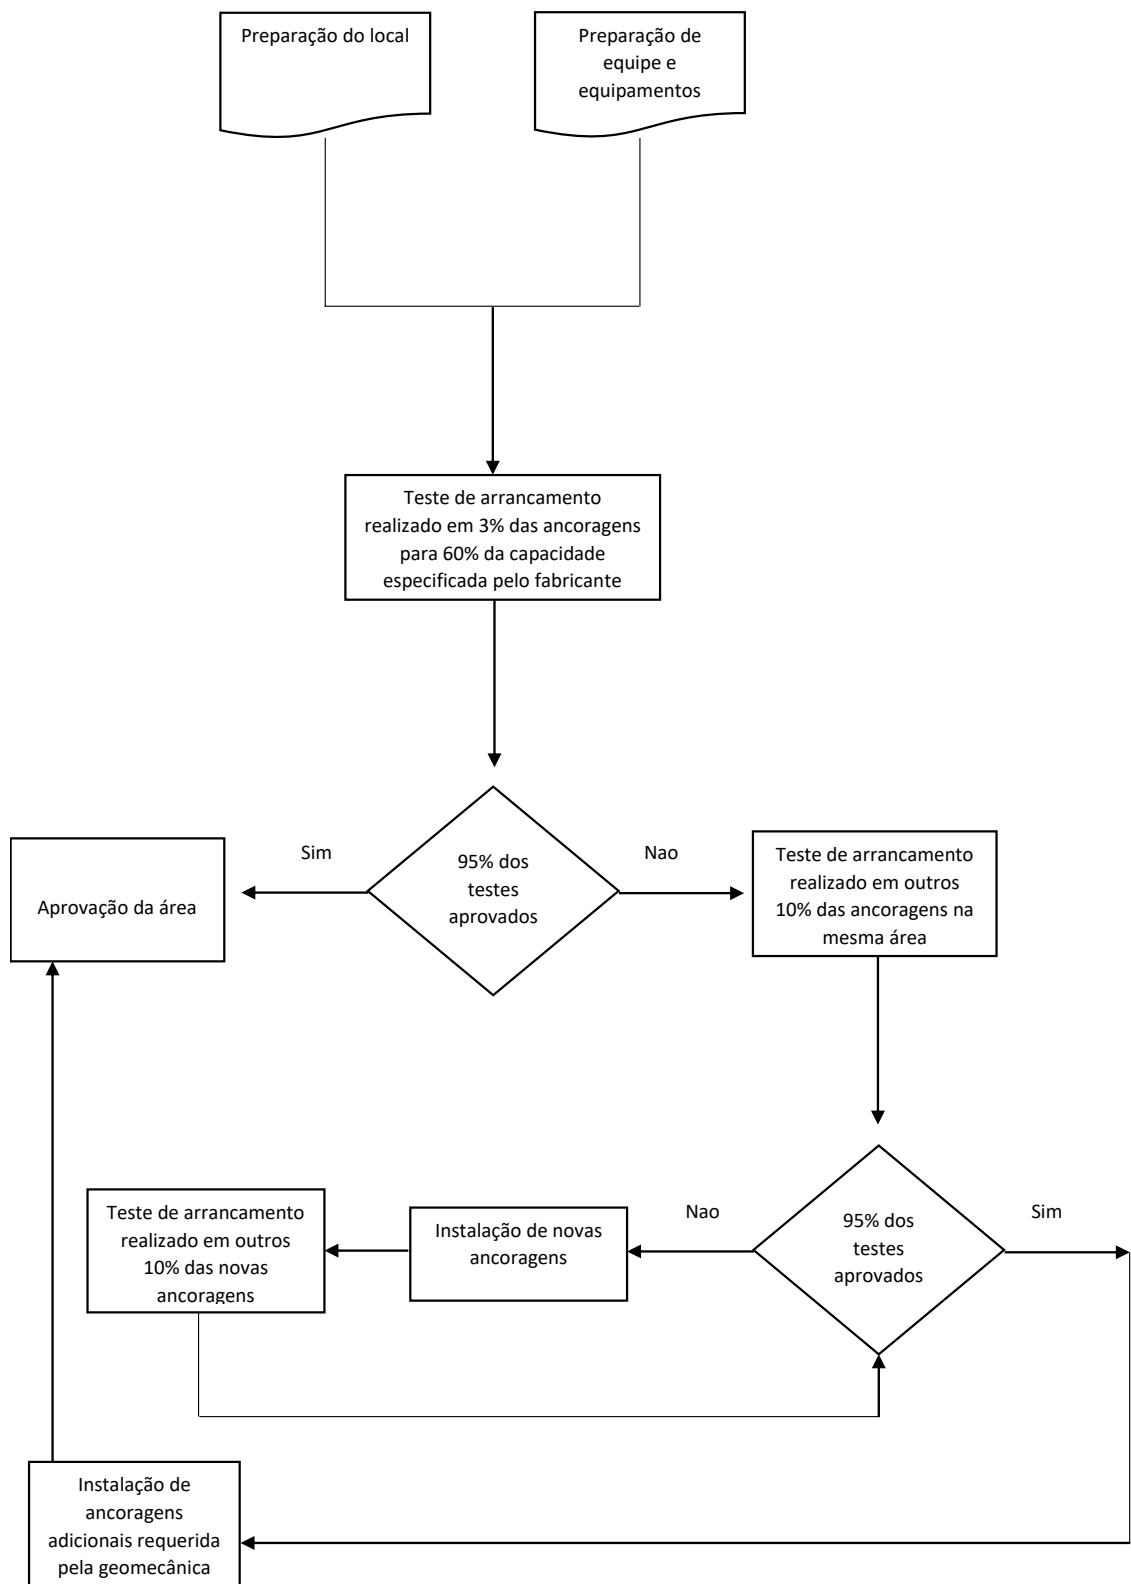 Preparação do local
Preparação de
equipe e
equipamentos
Teste de arrancamento
realizado em 3% das ancoragens
para 60% da capacidade
especificada pelo fabricante
Sim
95% dos
testes
aprovados
Nao
Aprovação da área
Teste de arrancamento
realizado em outros
10% das ancoragens na
mesma área
Teste de arrancamento
realizado em outros
10% das novas
ancoragens
Instalação de novas
ancoragens
Nao
95% dos
testes
aprovados
Sim
Instalação de
ancoragens
adicionais requerida
pela geomecânica